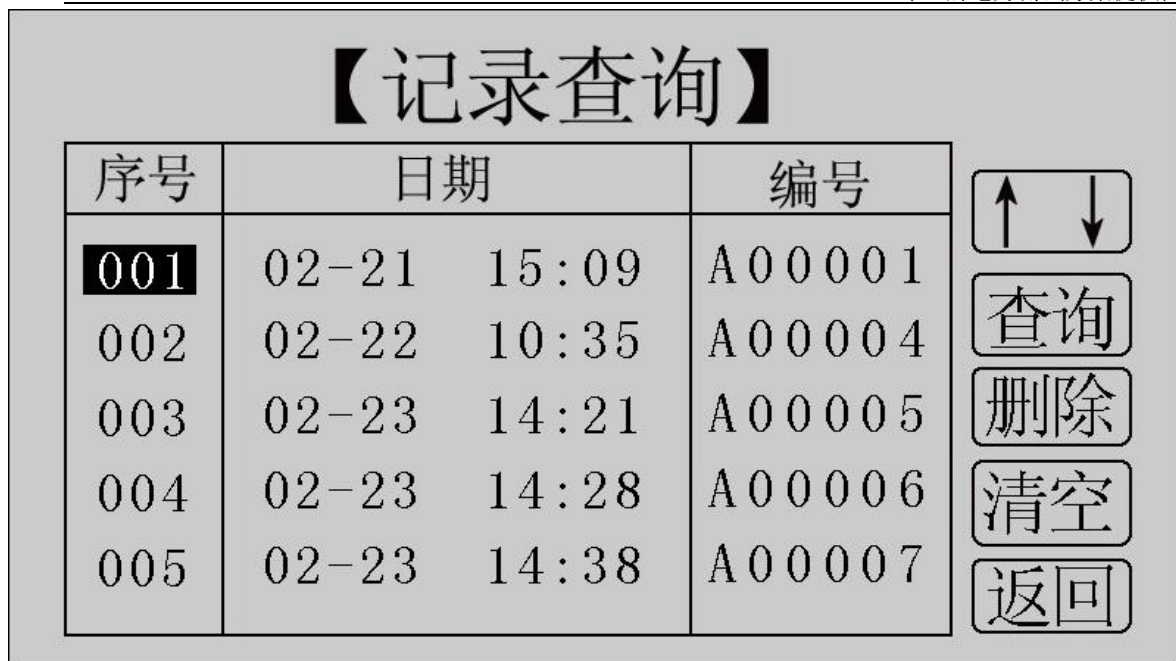 【记录查询】
序号 日期 编号
001 02-21 15:09 A00001
002 02-22 10:35 A00004
003 02-23 14:21 A00005
004 02-23 14:28 A00006
005 02-23 14:38 A00007
↑ ↓
查询
删除
清空
返回